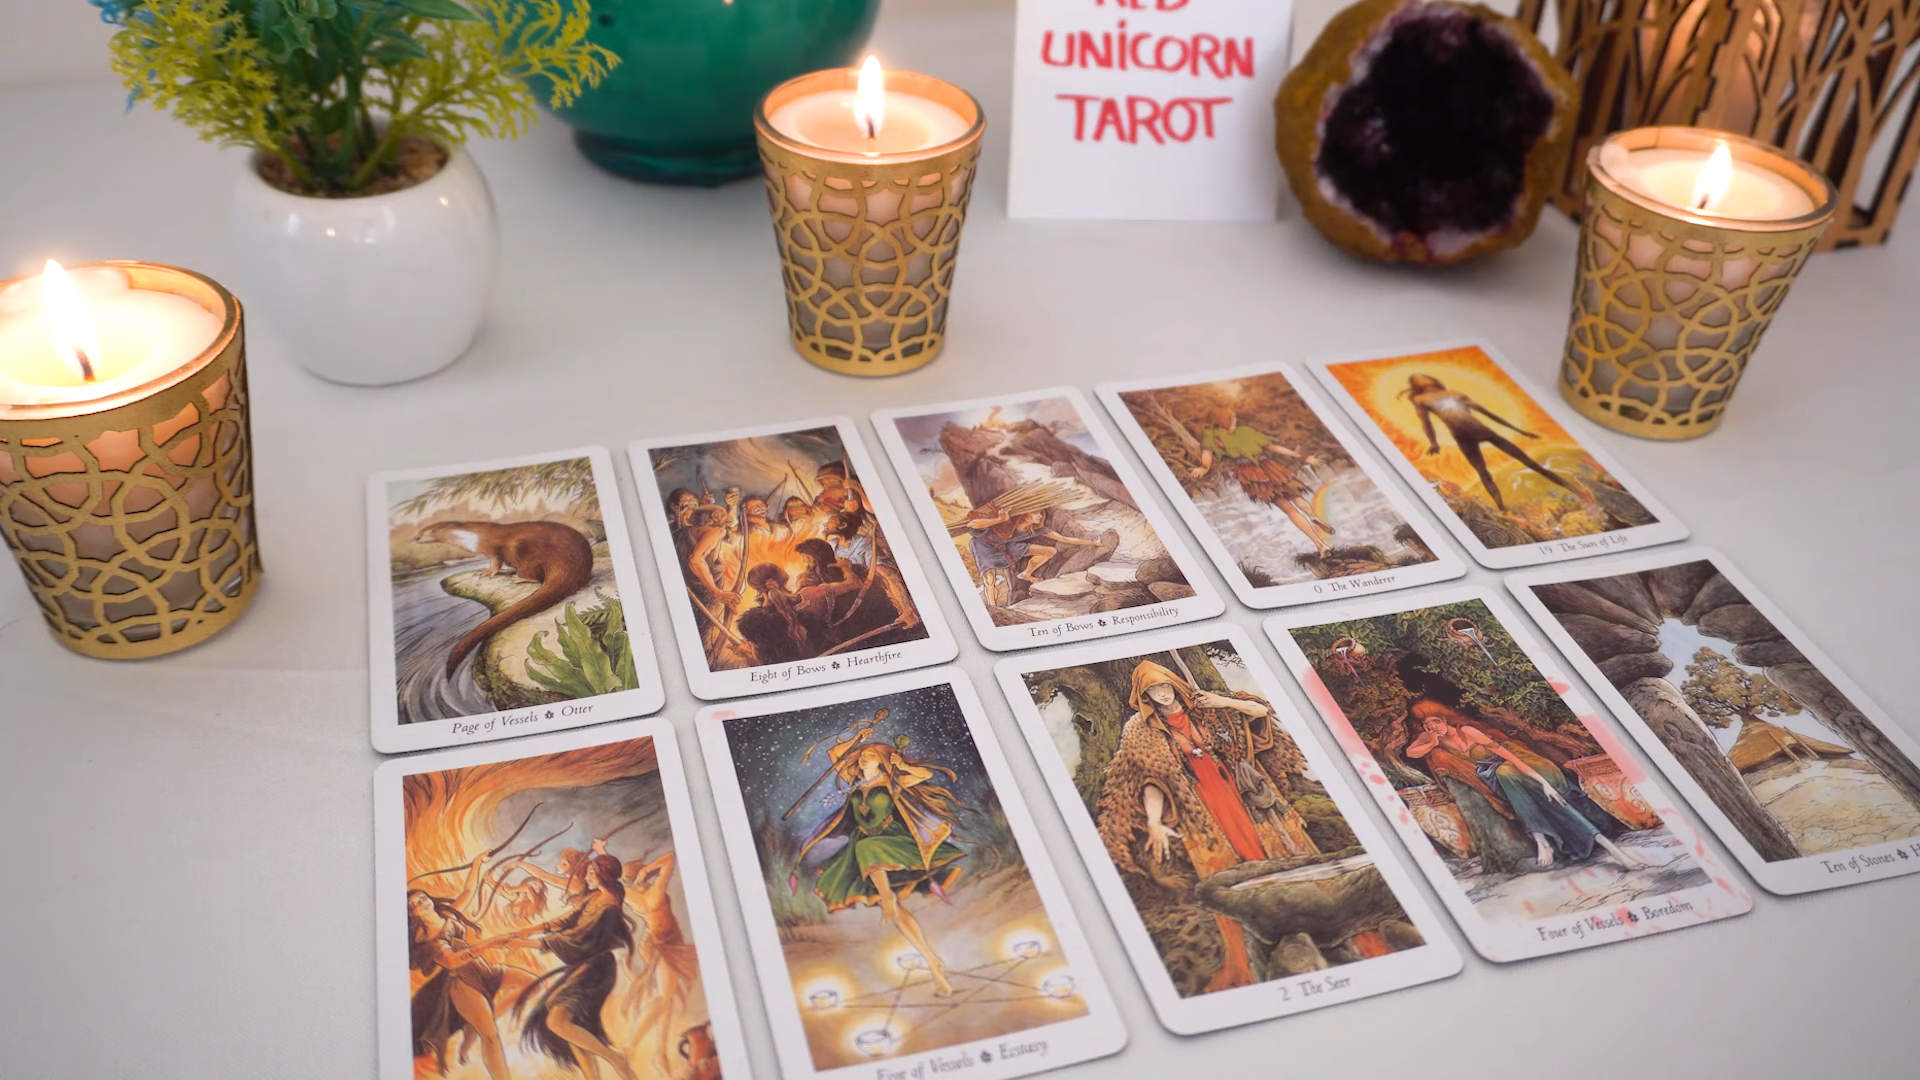 RED
UNiCORN
TAROT
Page of Vessels Otter
Eight of Bows Hearthfire
Ten of Bows Responsibility
0 The Wanderer
19 The Sun of Life
Five of Vessels Ecstasy
2 The Seer
Four of Vessels Boredom
Ten of Stones H